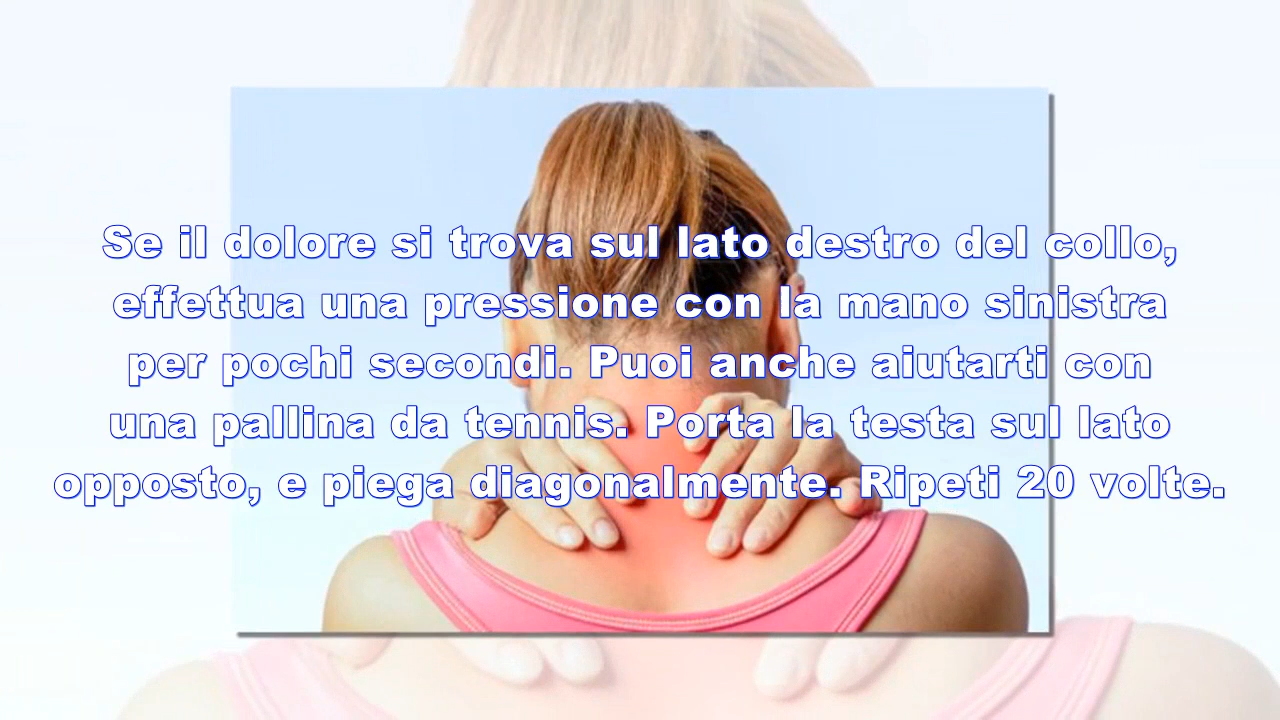 Se il dolore si trova sul lato destro del collo,
effettua una pressione con la mano sinistra
per pochi secondi. Puoi anche aiutarti con
una pallina da tennis. Porta la testa sul lato
opposto, e piega diagonalmente. Ripeti 20 volte.